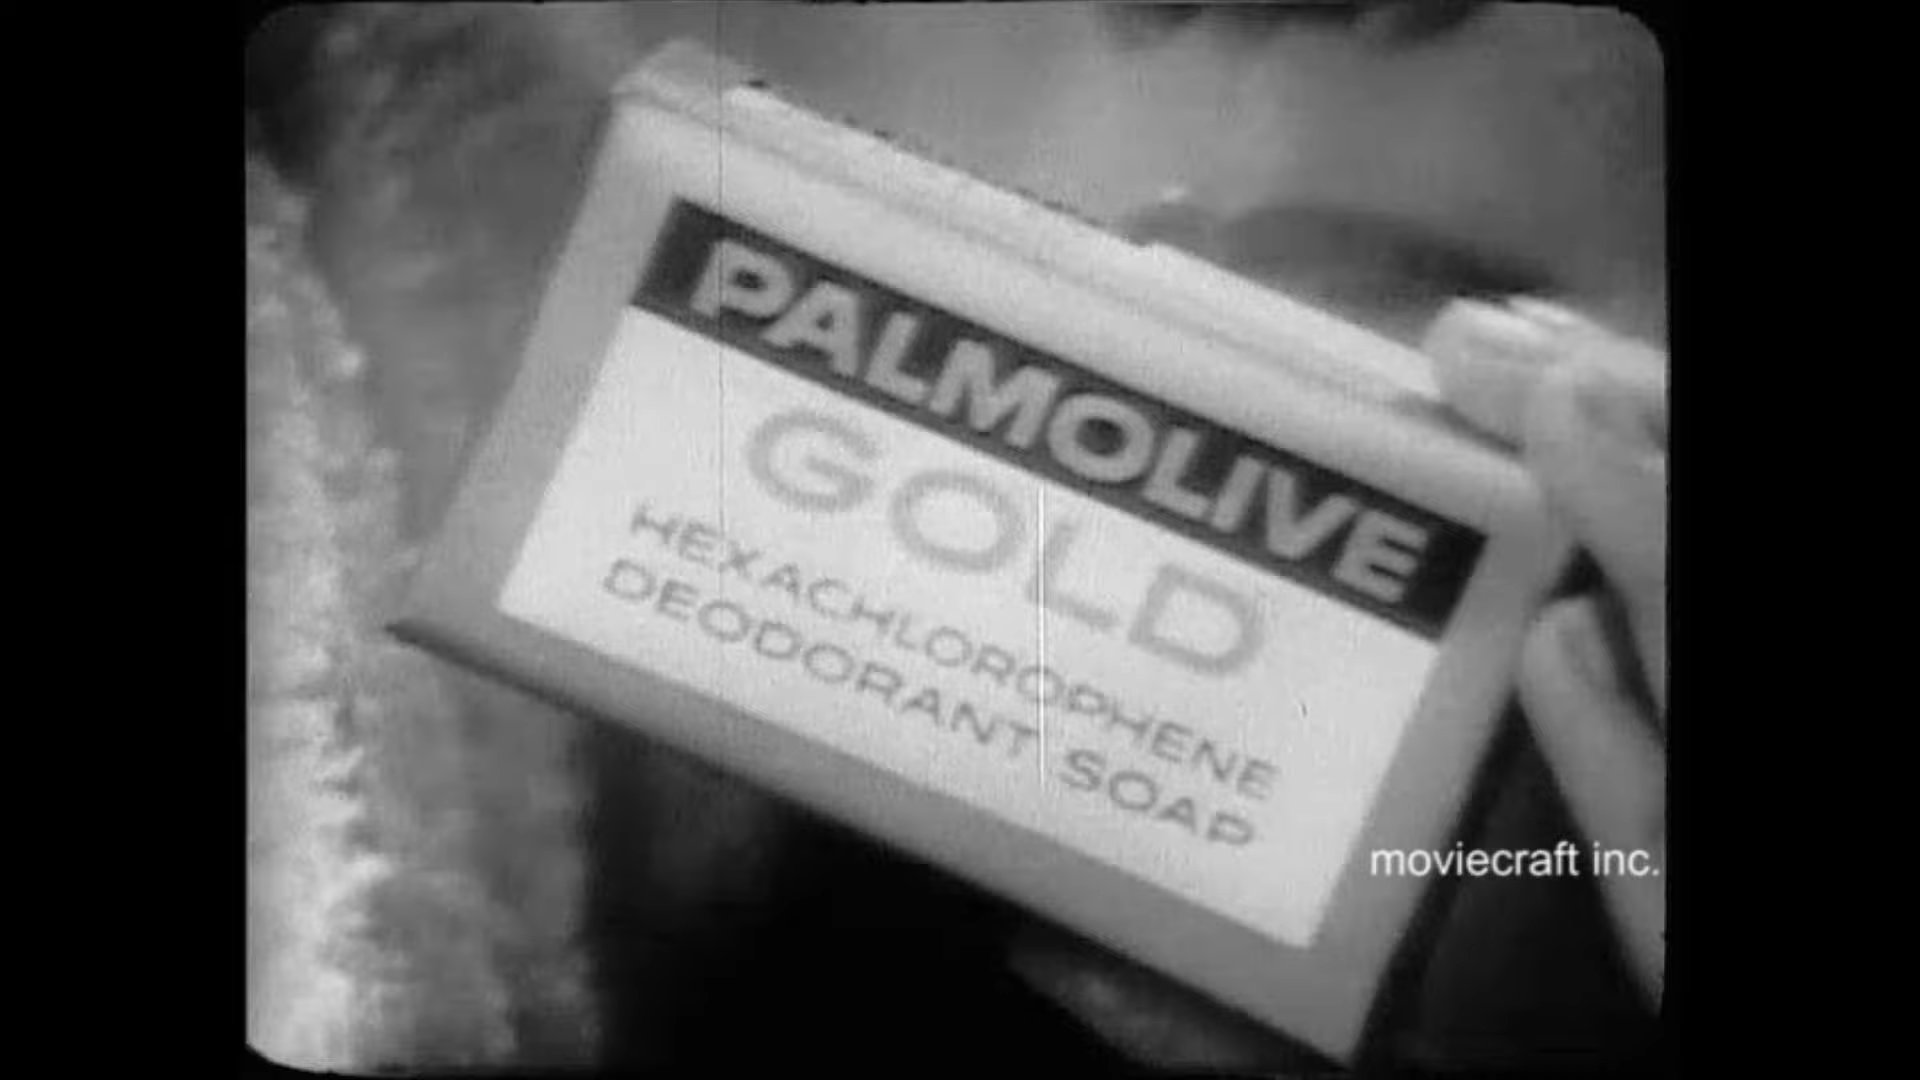 PALMOLIVE
GOLD
HEXACHLOROPHENE
DEODORANT SOAP
moviecraft inc.